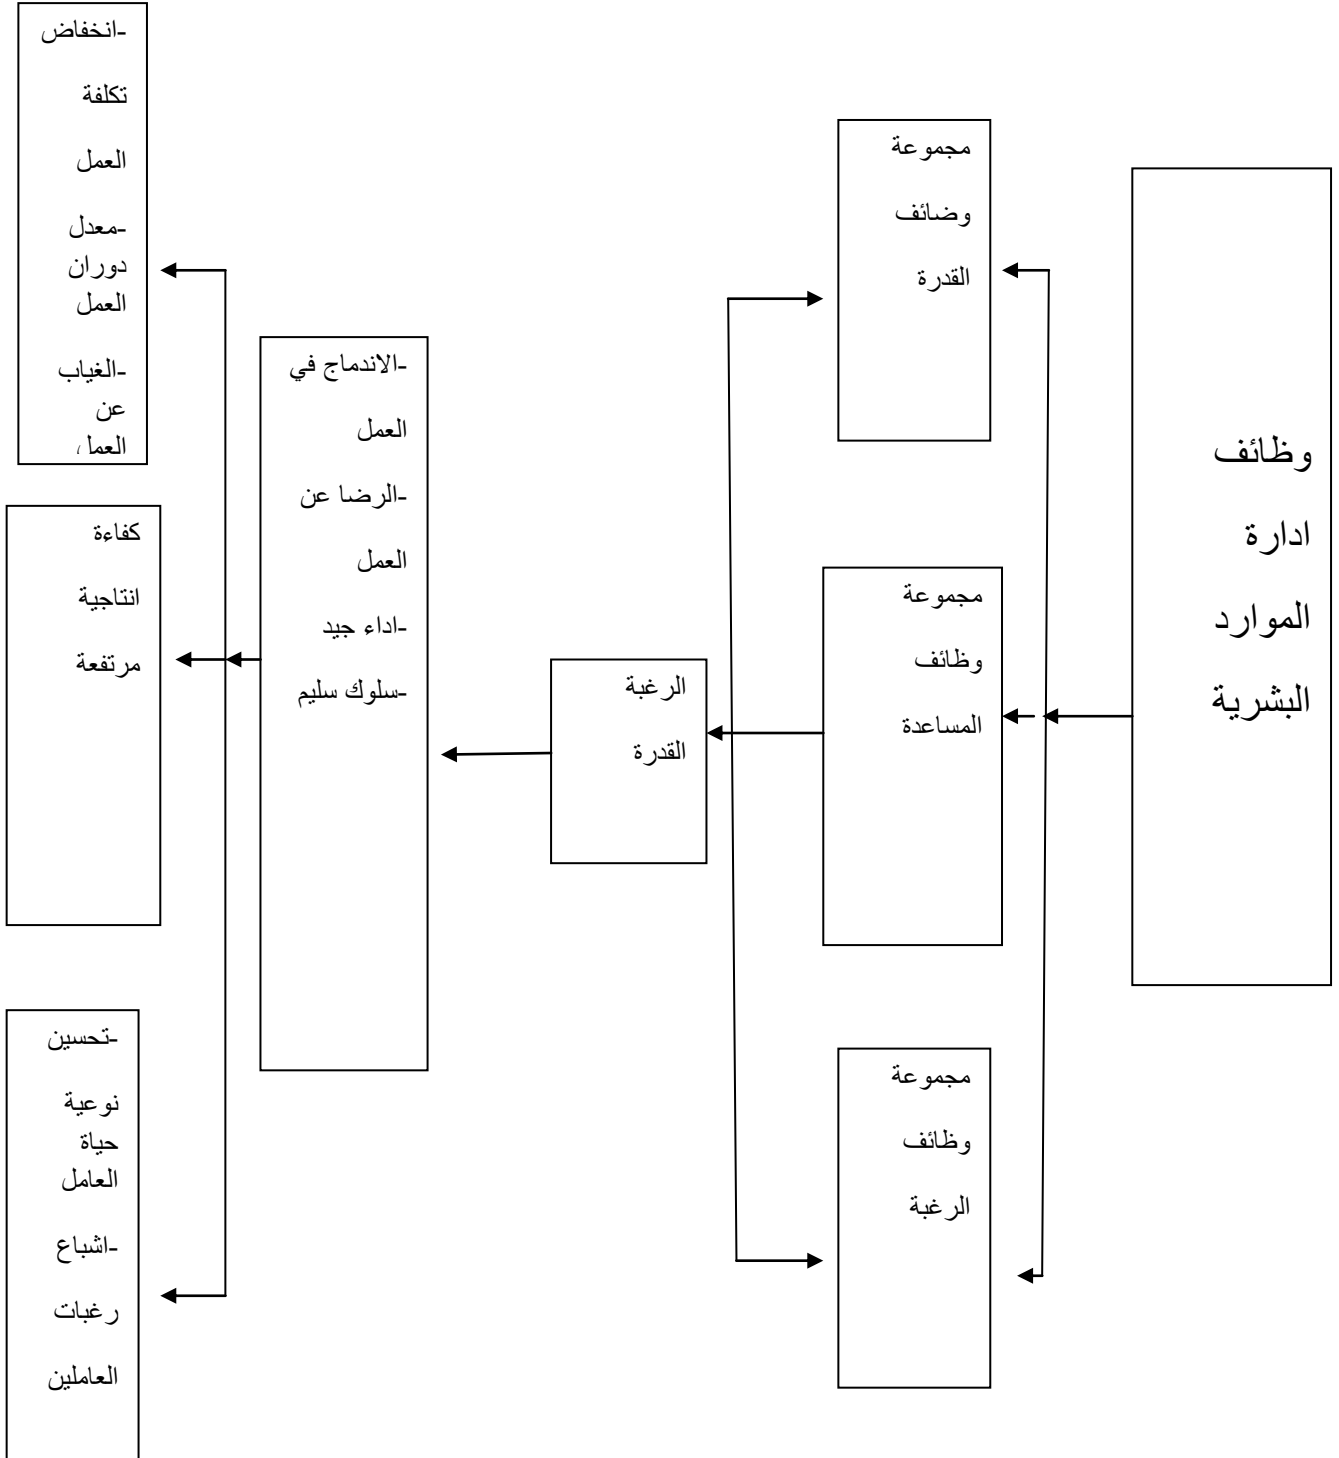 وظائف
ادارة
الموارد
البشرية
مجموعة
وضائف
القدرة
مجموعة
وظائف
المساعدة
مجموعة
وظائف
الرغبة
الرغبة
القدرة
-الاندماج في
العمل
-الرضا عن
العمل
-اداء جيد
-سلوك سليم
-انخفاض
تكلفة
العمل
-معدل
دوران
العمل
-الغياب
عن
العمل
كفاءة
انتاجية
مرتفعة
-تحسين
نوعية
حياة
العامل
-اشباع
رغبات
العاملين